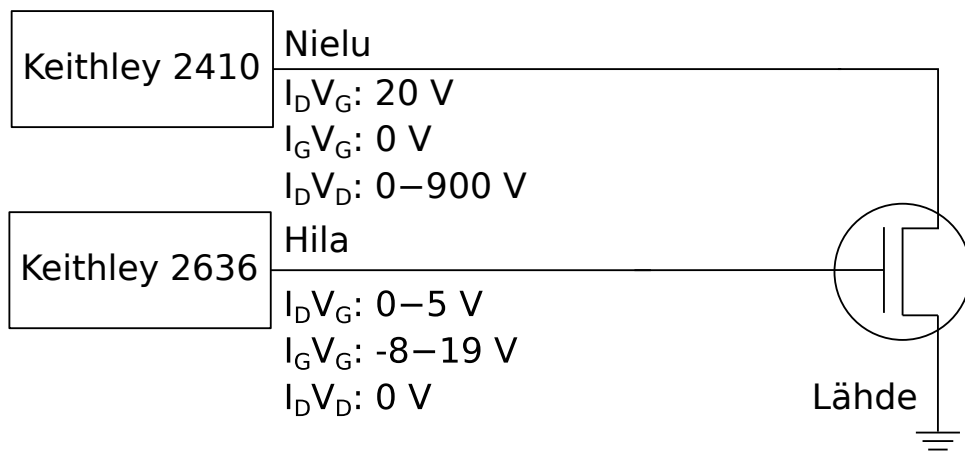 Keithley 2410
Nielu
I_DV_G: 20 V
I_GV_G: 0 V
I_DV_D: 0−900 V
Keithley 2636
Hila
I_DV_G: 0−5 V
I_GV_G: -8−19 V
I_DV_D: 0 V
Lähde